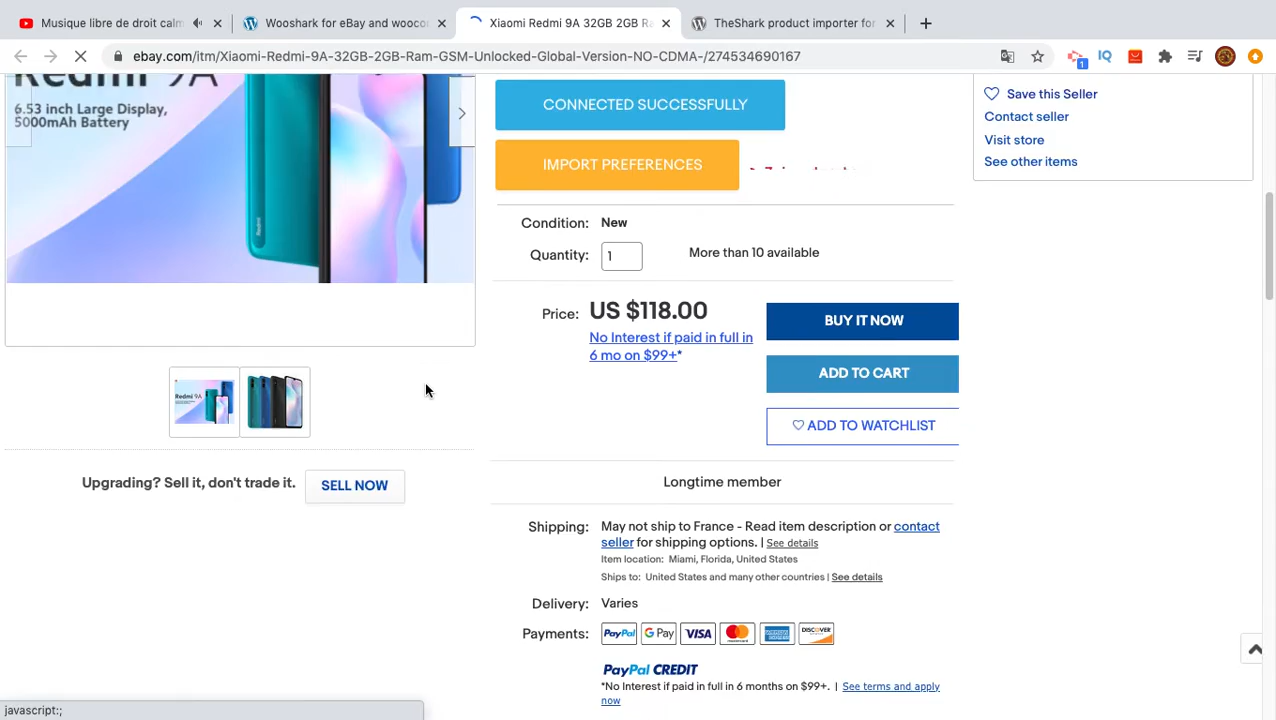 Musique libre de droit calm
Wooshark for eBay and wooco
Xiaomi Redmi 9A 32GB 2GB Ra
TheShark product importer for
ebay.com/itm/Xiaomi-Redmi-9A-32GB-2GB-Ram-GSM-Unlocked-Global-Version-NO-CDMA-/274534690167
1
Redmi 9A
6.53 inch Large Display,
5000mAh Battery
CONNECTED SUCCESSFULLY
IMPORT PREFERENCES
Condition: New
Quantity: 1 More than 10 available
Price: US $118.00
No Interest if paid in full in
6 mo on $99+*
BUY IT NOW
ADD TO CART
ADD TO WATCHLIST
Longtime member
Shipping: May not ship to France - Read item description or contact
seller for shipping options. | See details
Item location: Miami, Florida, United States
Ships to: United States and many other countries | See details
Delivery: Varies
Payments: PayPal G Pay VISA MasterCard DISCOVER
PayPal CREDIT
*No Interest if paid in full in 6 months on $99+. | See terms and apply
now
Save this Seller
Contact seller
Visit store
See other items
Redmi 9A
Upgrading? Sell it, don't trade it. SELL NOW
javascript:;